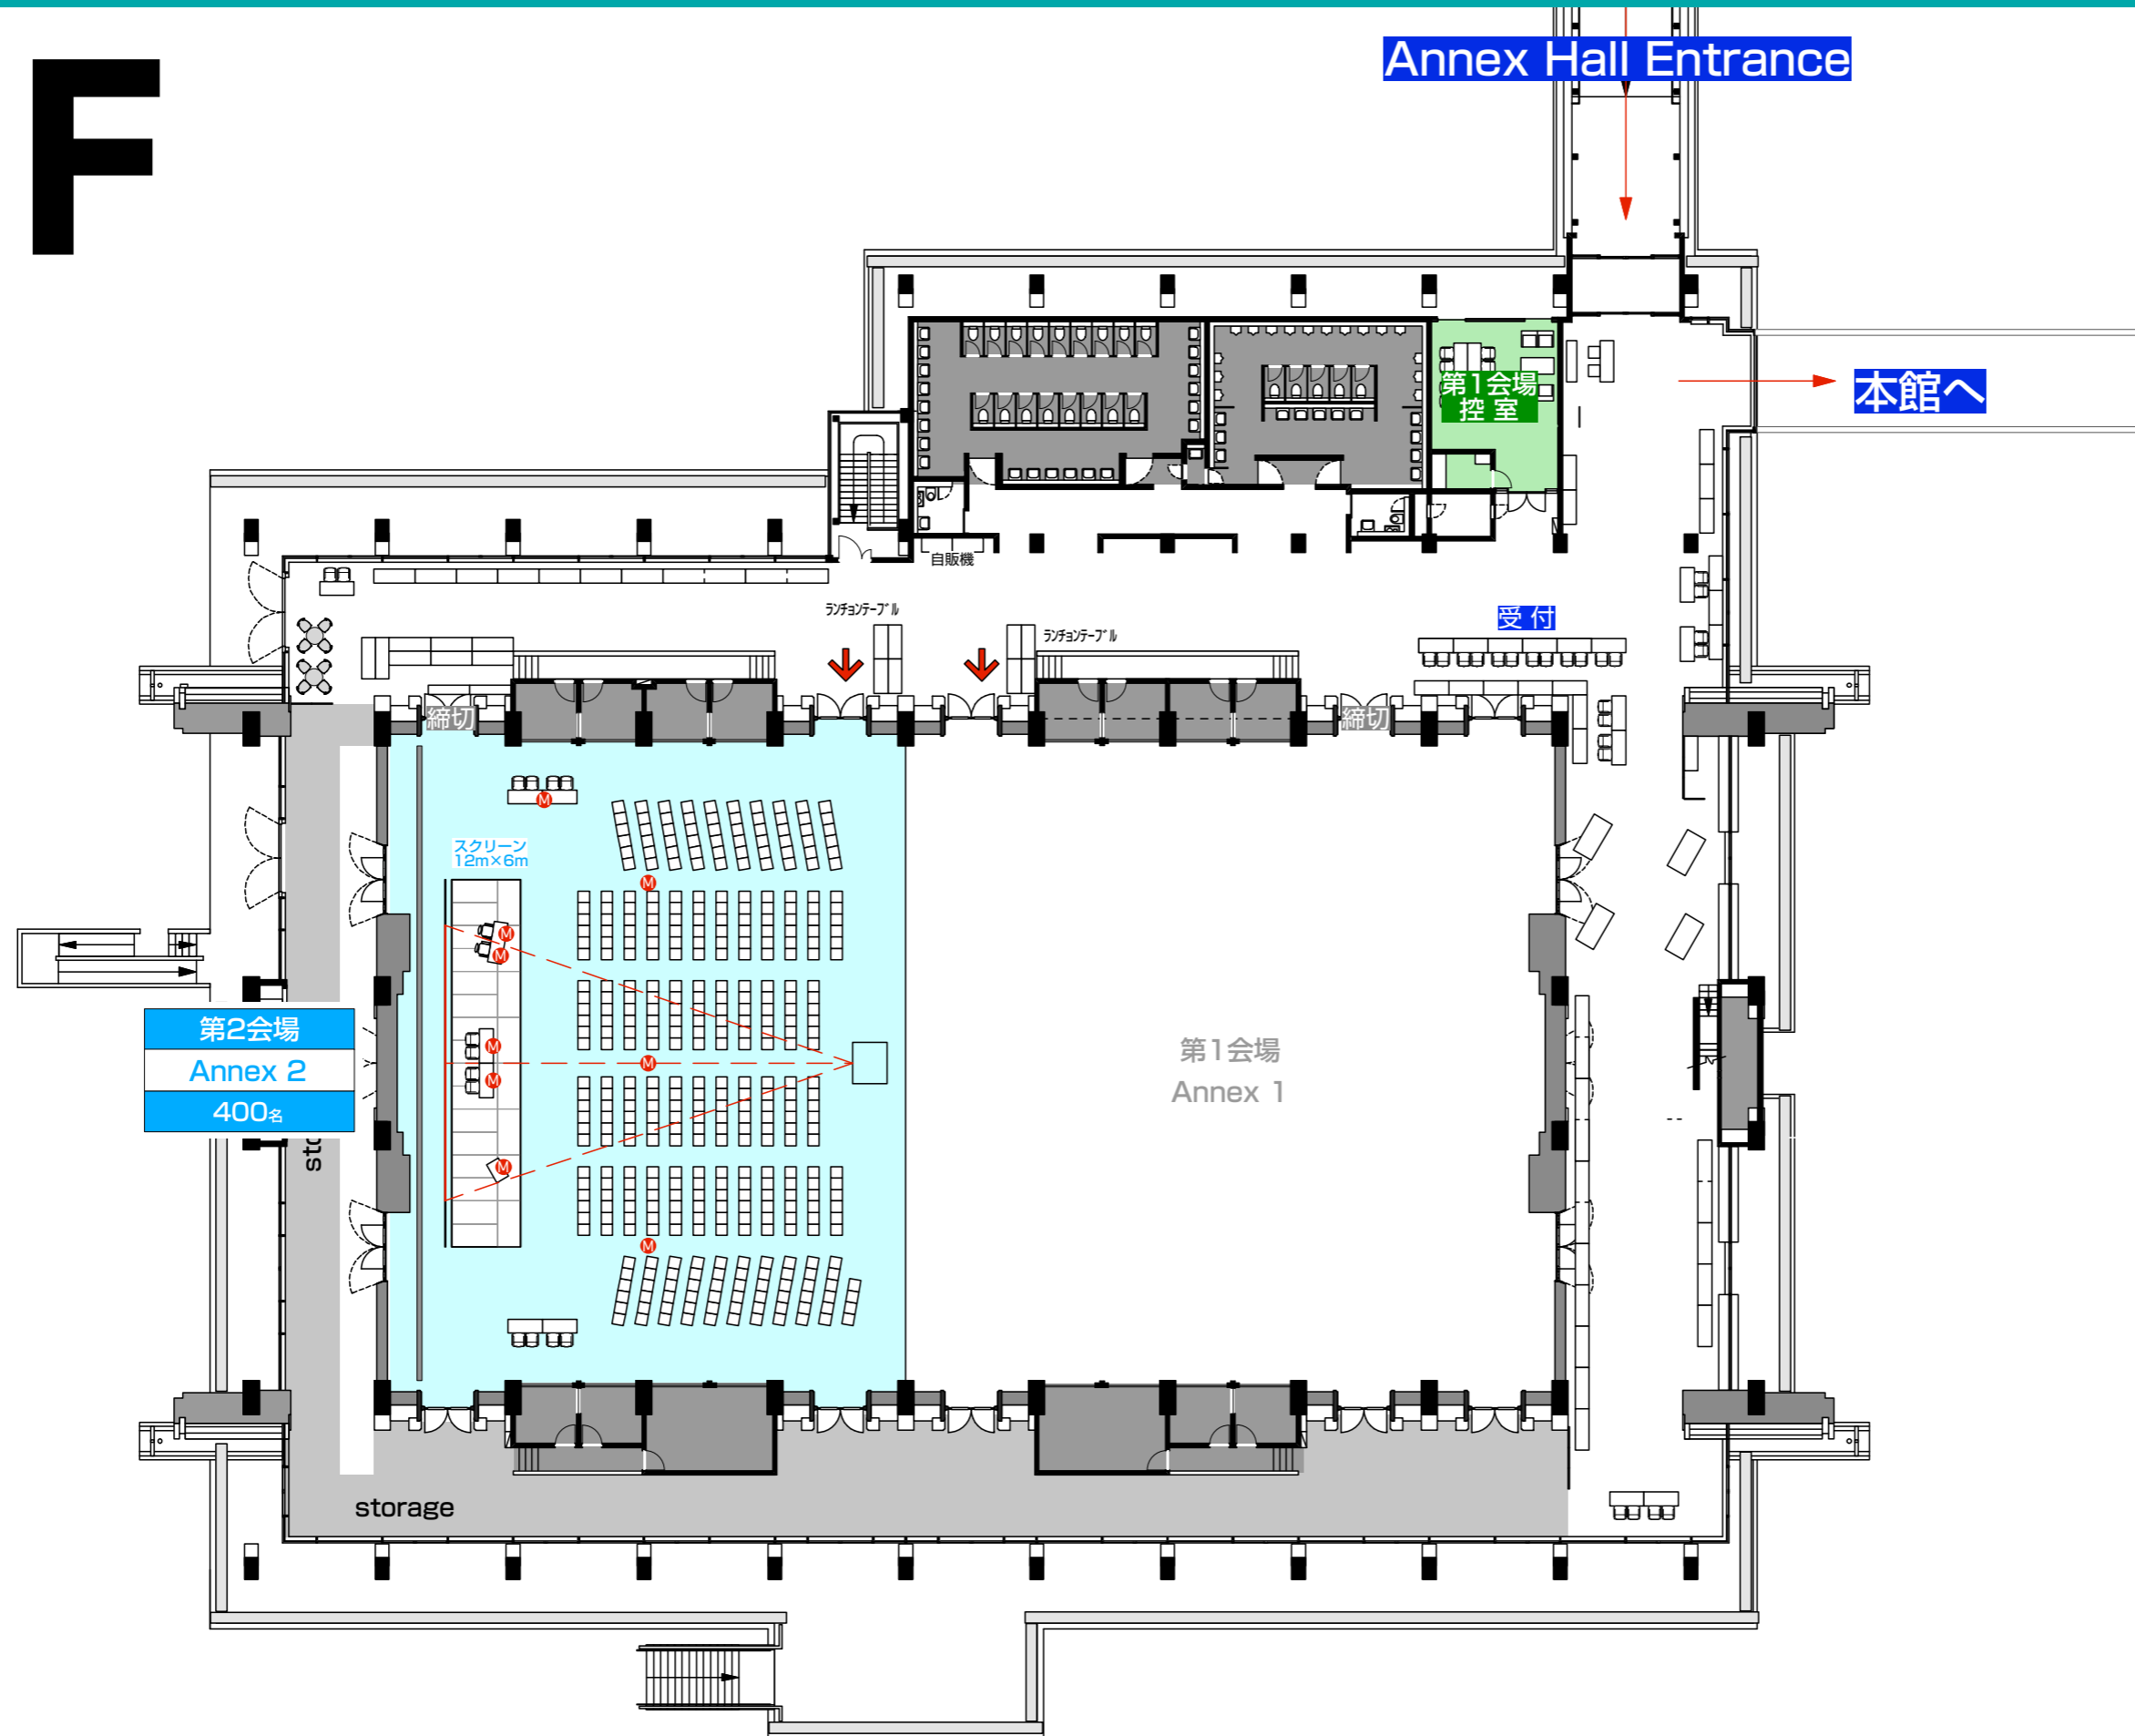 Annex Hall Entrance
F
第1会場
控 室
本館へ
自販機
ランチョンテーブル
ランチョンテーブル
受 付
締切
締切
M
スクリーン
12m×6m
M
M
M
第2会場
Annex 2
400名
M
M
M
第1会場
Annex 1
M
M
storage